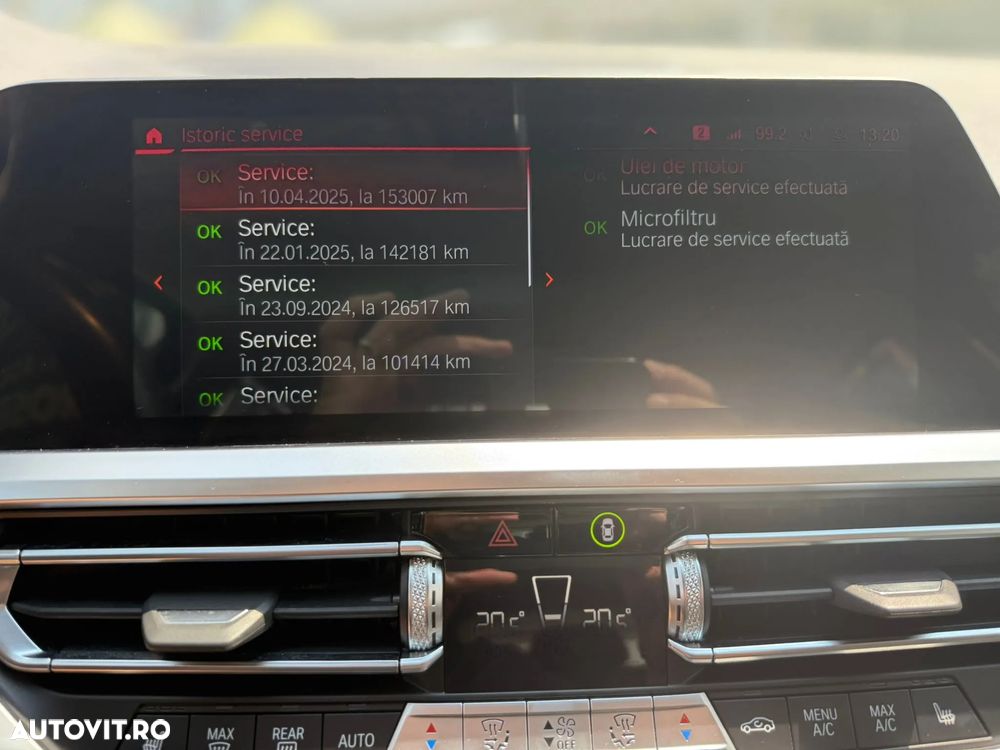 Istoric service
2 99.2 13:20
OK Service:
În 10.04.2025, la 153007 km
OK Service:
În 22.01.2025, la 142181 km
OK Service:
În 23.09.2024, la 126517 km
OK Service:
În 27.03.2024, la 101414 km
OK Service:
OK Ulei de motor
Lucrare de service efectuată
OK Microfiltru
Lucrare de service efectuată
MAX
REAR
AUTO
OFF
MENU
A/C
MAX
A/C
AUTOVIT.RO